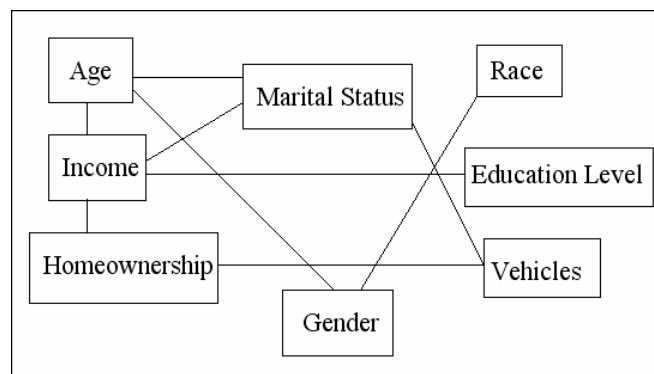 Age
Race
Marital Status
Income
Education Level
Homeownership
Vehicles
Gender